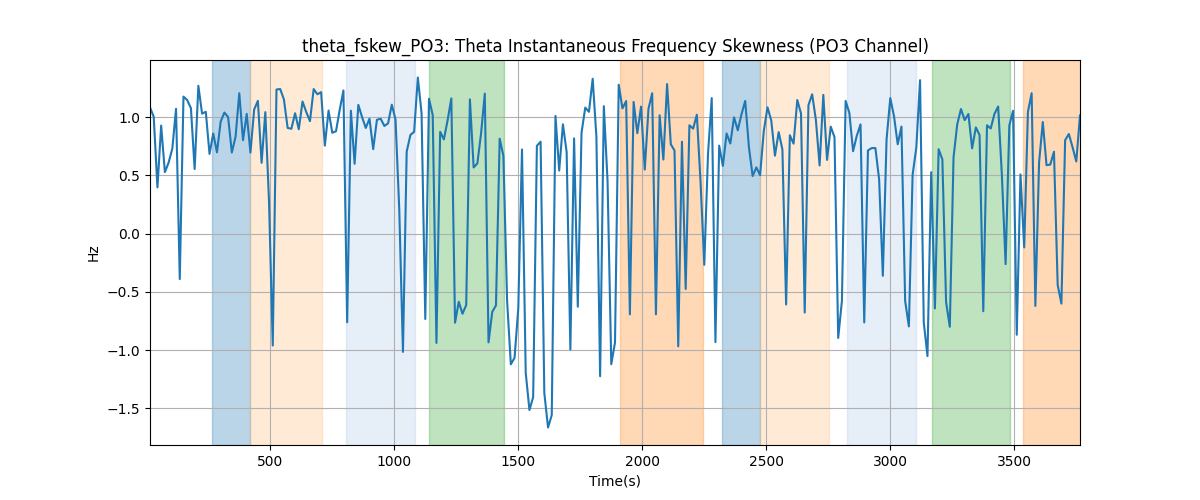 theta_fskew_PO3: Theta Instantaneous Frequency Skewness (PO3 Channel)
1.0
0.5
0.0
−0.5
−1.0
−1.5
Hz
500 1000 1500 2000 2500 3000 3500
Time(s)